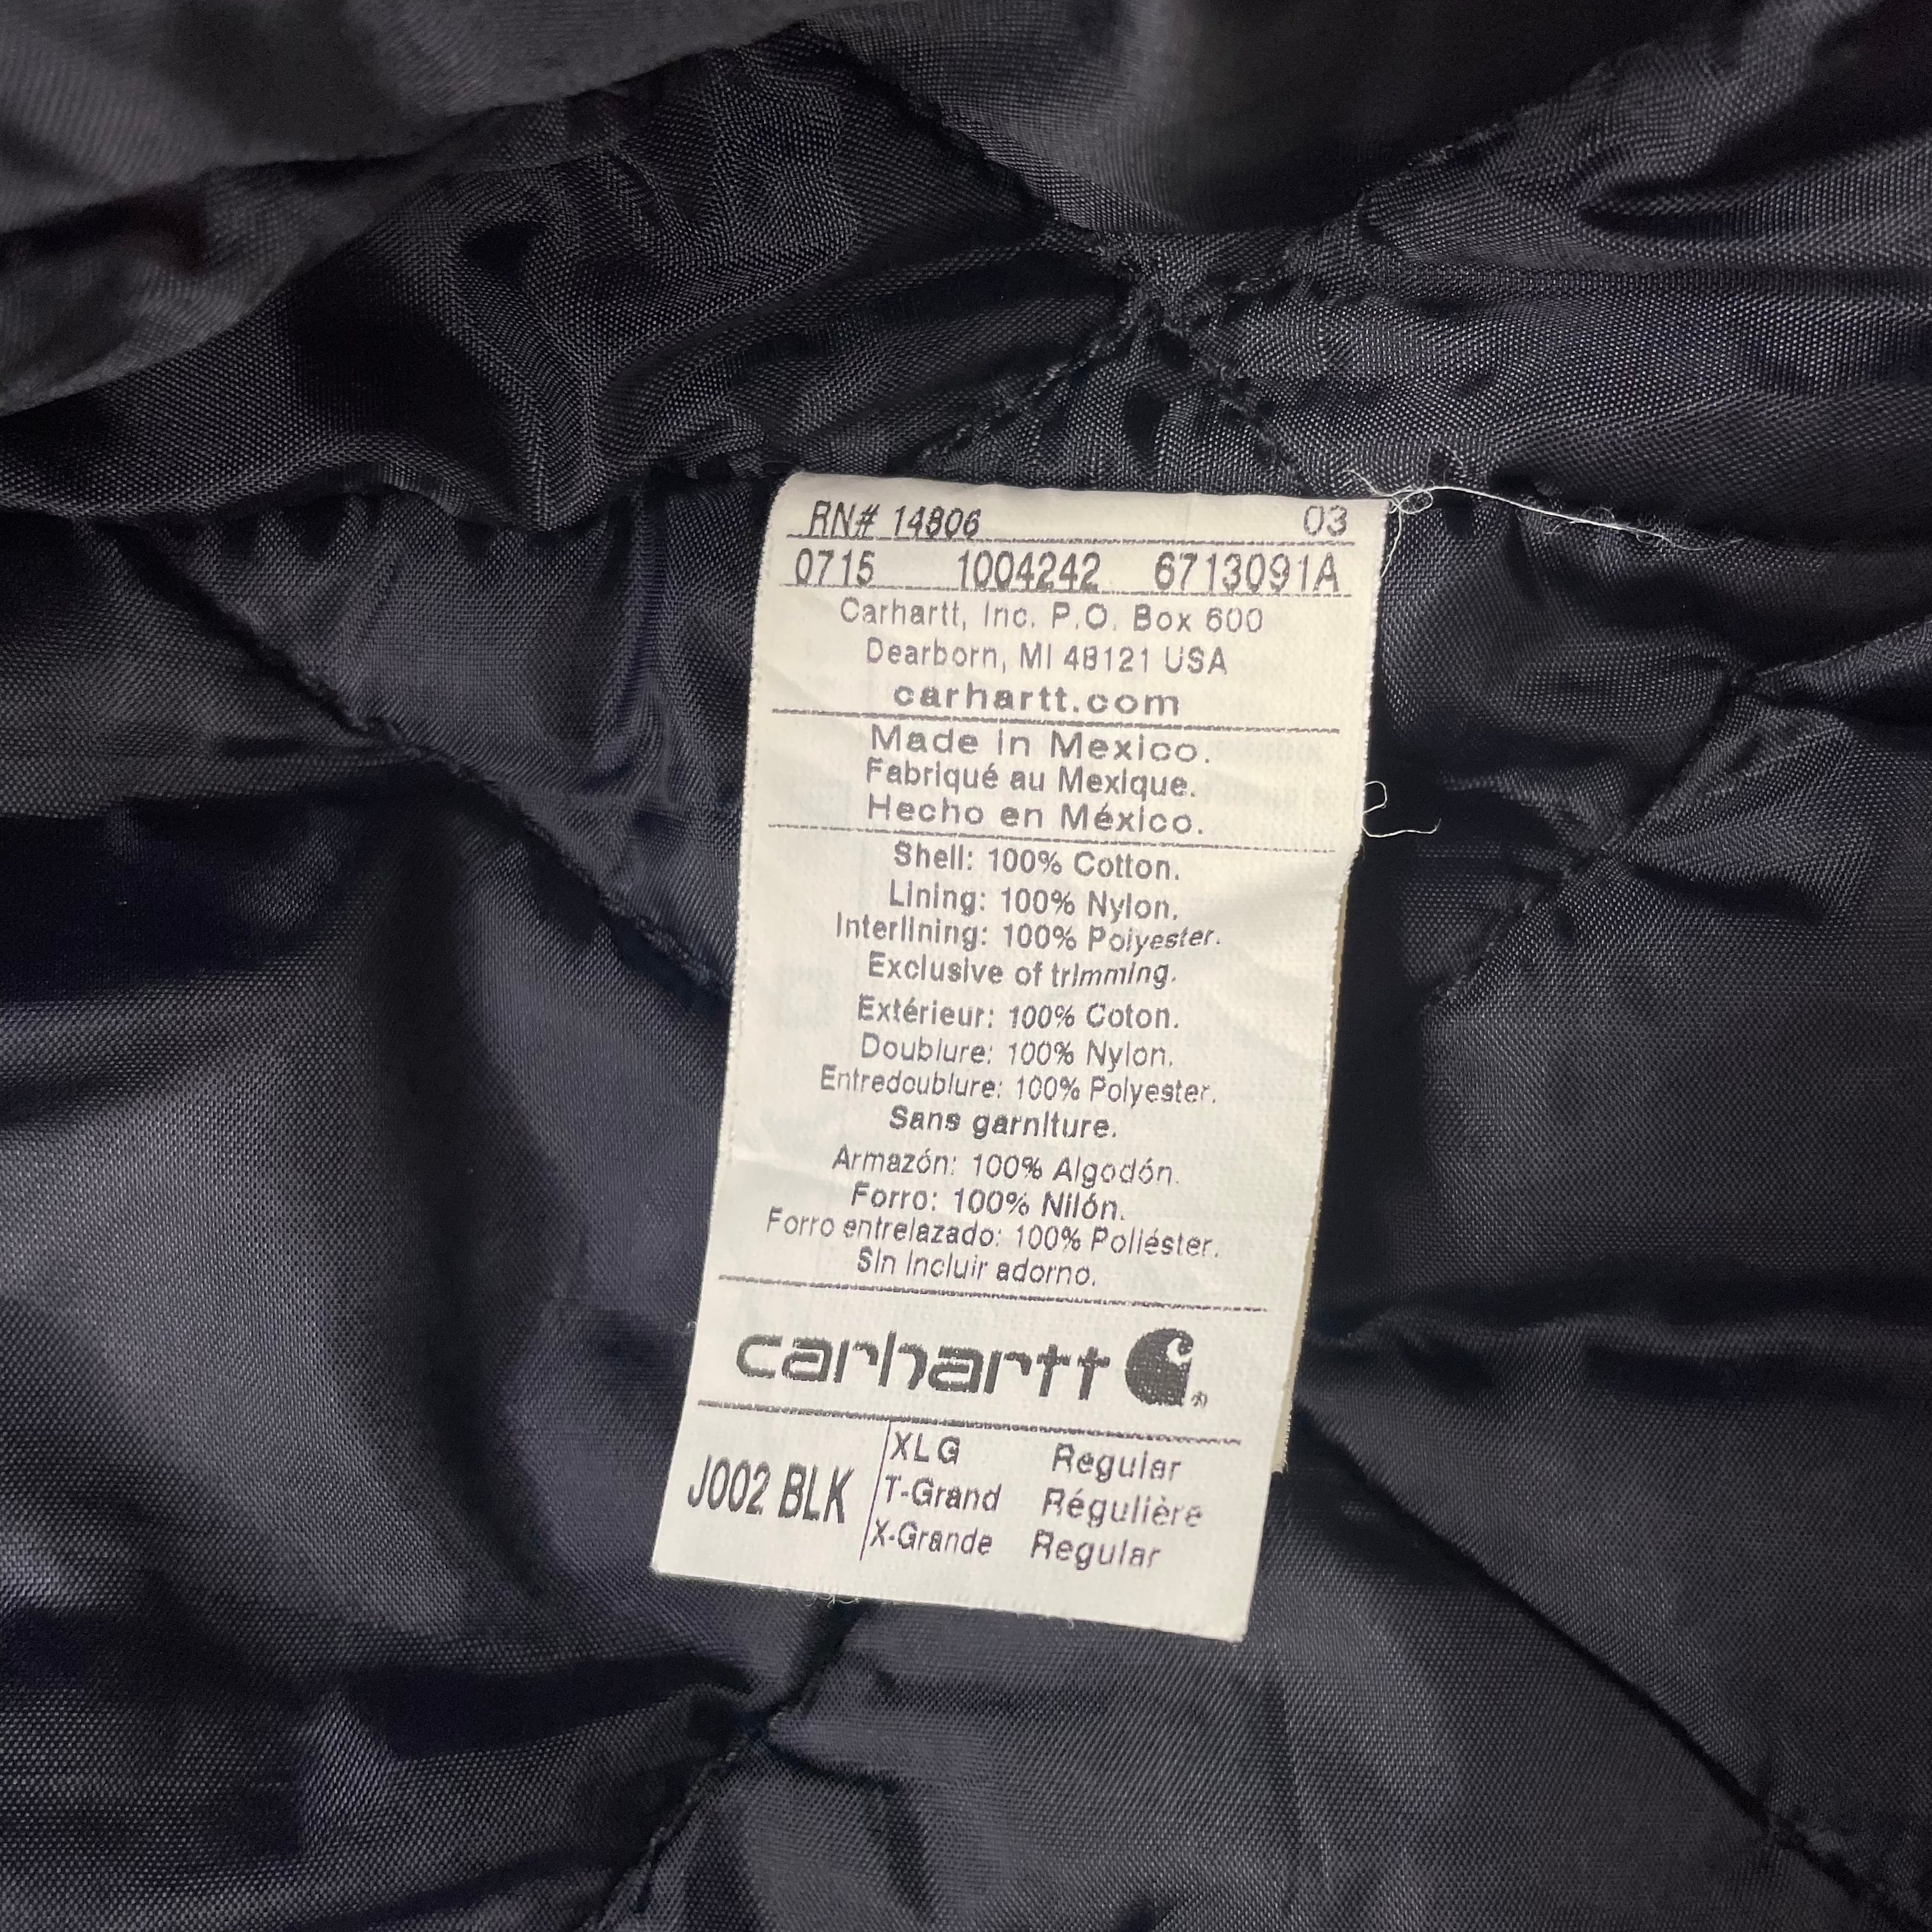 RN# 14806 03
0715 1004242 6713091A
Carhartt, Inc. P.O. Box 600
Dearborn, MI 48121 USA
carhartt.com
Made in Mexico.
Fabriqué au Mexique.
Hecho en México.
Shell: 100% Cotton.
Lining: 100% Nylon.
Interlining: 100% Polyester.
Exclusive of trimming.
Extérieur: 100% Coton.
Doublure: 100% Nylon.
Entredoublure: 100% Polyester.
Sans garniture.
Armazón: 100% Algodón.
Forro: 100% Nilón.
Forro entrelazado: 100% Poliéster.
Sin incluir adorno.
carhartt ®
J002 BLK
XLG Regular
T-Grand Régulière
X-Grande Regular